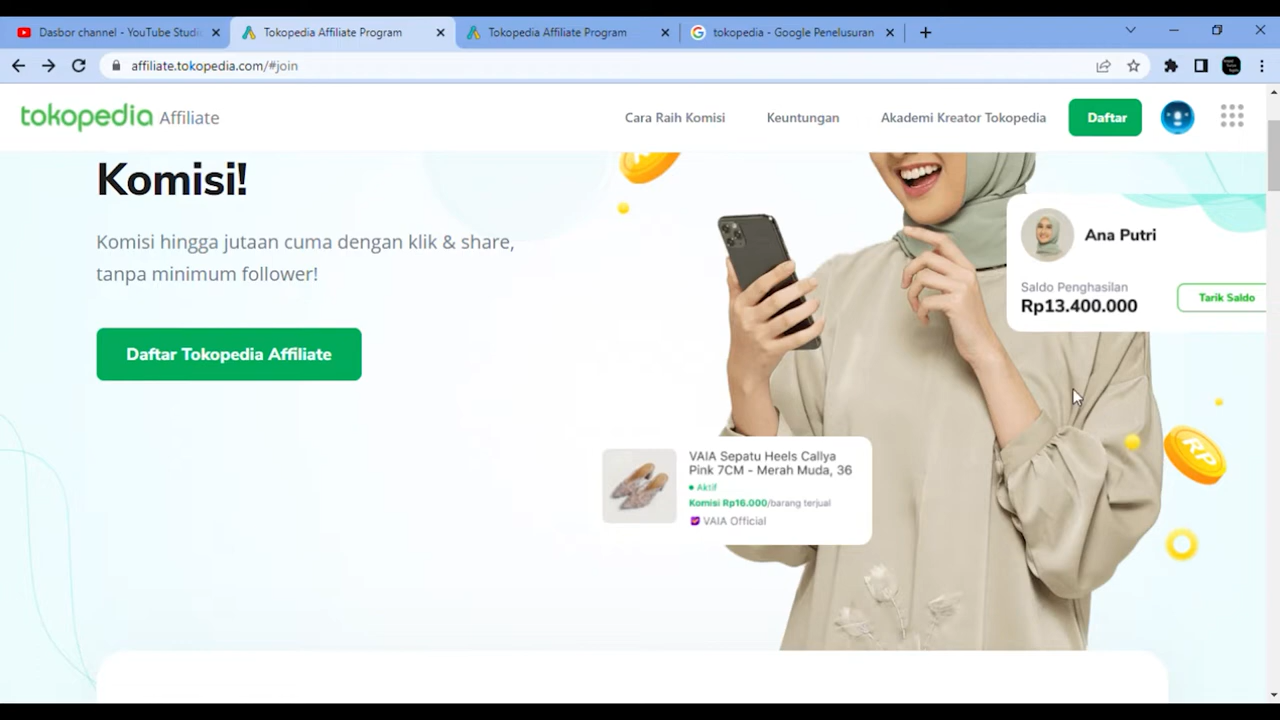 Dasbor channel - YouTube Studi
Tokopedia Affiliate Program
Tokopedia Affiliate Program
tokopedia - Google Penelusuran
affiliate.tokopedia.com/#join
tokopedia Affiliate
Cara Raih Komisi
Keuntungan
Akademi Kreator Tokopedia
Daftar
Komisi!
Komisi hingga jutaan cuma dengan klik & share,
tanpa minimum follower!
Daftar Tokopedia Affiliate
Ana Putri
Saldo Penghasilan
Rp13.400.000
Tarik Saldo
VAIA Sepatu Heels Callya
Pink 7CM - Merah Muda, 36
Aktif
Komisi Rp16.000/barang terjual
VAIA Official
RP